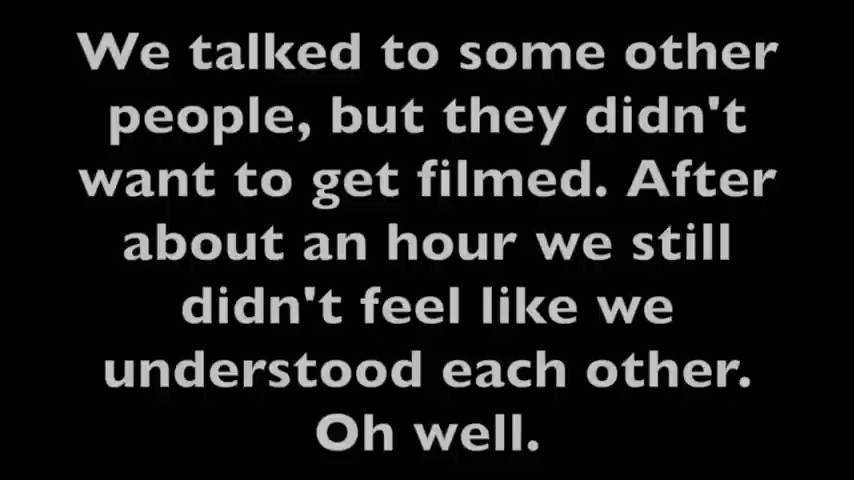 We talked to some other
people, but they didn't
want to get filmed. After
about an hour we still
didn't feel like we
understood each other.
Oh well.